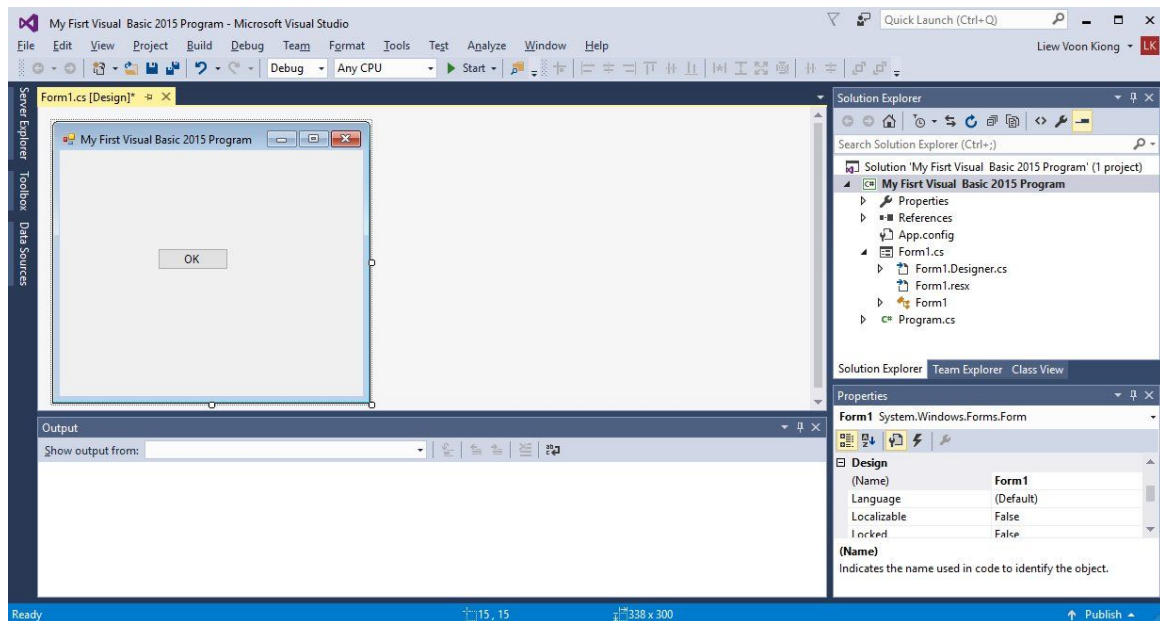 My Fisrt Visual Basic 2015 Program - Microsoft Visual Studio
Quick Launch (Ctrl+Q)
File Edit View Project Build Debug Team Format Tools Test Analyze Window Help
Liew Voon Kiong LK
Debug Any CPU Start
Server Explorer
Toolbox
Data Sources
Form1.cs [Design]*
My First Visual Basic 2015 Program
OK
Output
Show output from:
Solution Explorer
Search Solution Explorer (Ctrl+;)
Solution 'My Fisrt Visual Basic 2015 Program' (1 project)
C# My Fisrt Visual Basic 2015 Program
Properties
References
App.config
Form1.cs
Form1.Designer.cs
Form1.resx
Form1
C# Program.cs
Solution Explorer Team Explorer Class View
Properties
Form1 System.Windows.Forms.Form
Design
(Name) Form1
Language (Default)
Localizable False
Locked False
(Name)
Indicates the name used in code to identify the object.
Ready 15 , 15 338 x 300 Publish